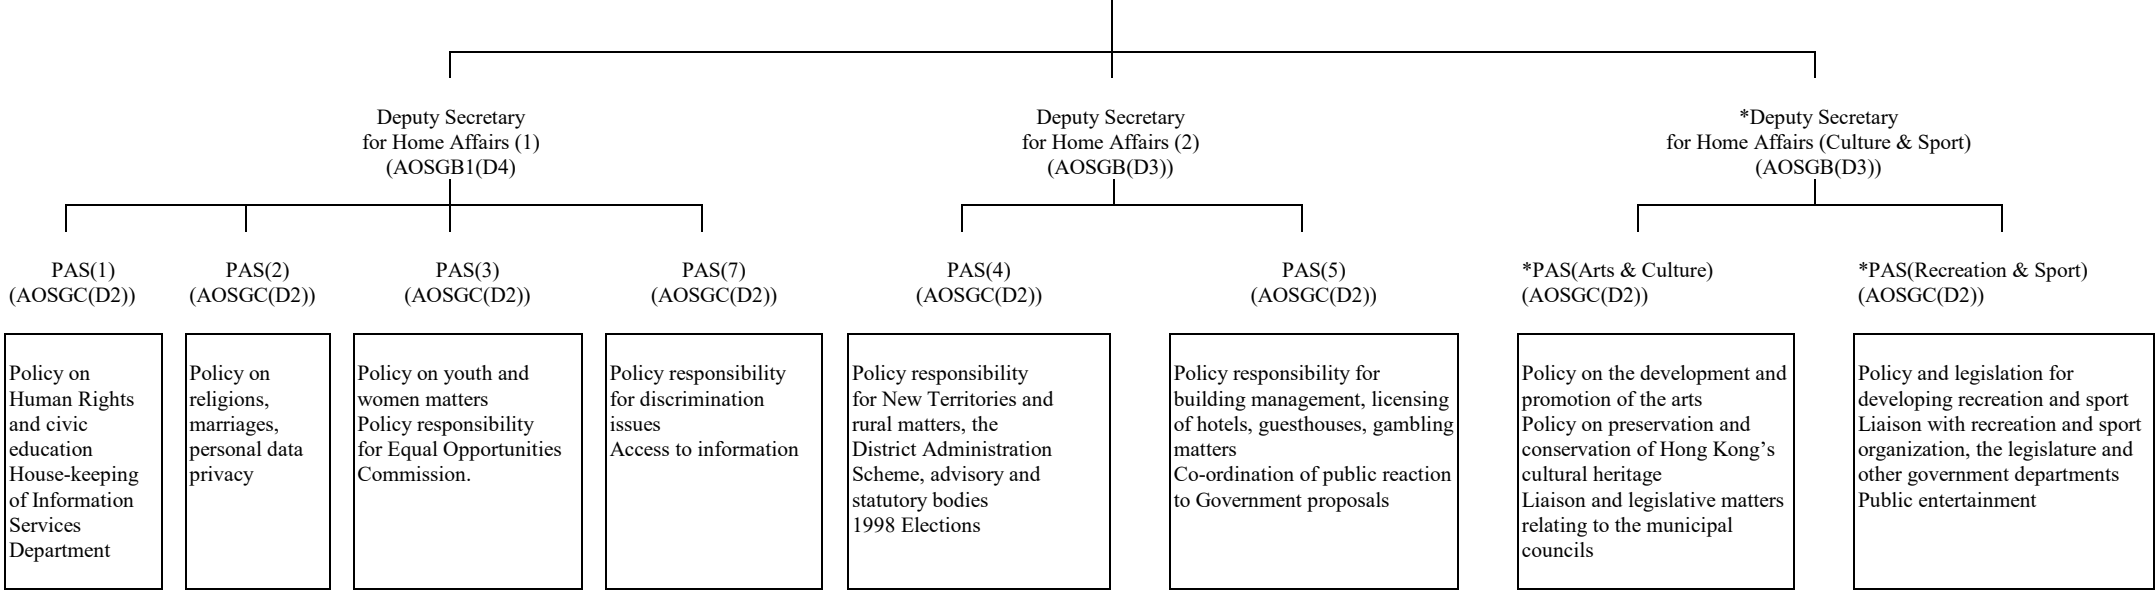 Deputy Secretary
for Home Affairs (1)
(AOSGB1(D4)
Deputy Secretary
for Home Affairs (2)
(AOSGB(D3))
*Deputy Secretary
for Home Affairs (Culture & Sport)
(AOSGB(D3))
PAS(1)
(AOSGC(D2))
PAS(2)
(AOSGC(D2))
PAS(3)
(AOSGC(D2))
PAS(7)
(AOSGC(D2))
PAS(4)
(AOSGC(D2))
PAS(5)
(AOSGC(D2))
*PAS(Arts & Culture)
(AOSGC(D2))
*PAS(Recreation & Sport)
(AOSGC(D2))
Policy on
Human Rights
and civic
education
House-keeping
of Information
Services
Department
Policy on
religions,
marriages,
personal data
privacy
Policy on youth and
women matters
Policy responsibility
for Equal Opportunities
Commission.
Policy responsibility
for discrimination
issues
Access to information
Policy responsibility
for New Territories and
rural matters, the
District Administration
Scheme, advisory and
statutory bodies
1998 Elections
Policy responsibility for
building management, licensing
of hotels, guesthouses, gambling
matters
Co-ordination of public reaction
to Government proposals
Policy on the development and
promotion of the arts
Policy on preservation and
conservation of Hong Kong’s
cultural heritage
Liaison and legislative matters
relating to the municipal
councils
Policy and legislation for
developing recreation and sport
Liaison with recreation and sport
organization, the legislature and
other government departments
Public entertainment